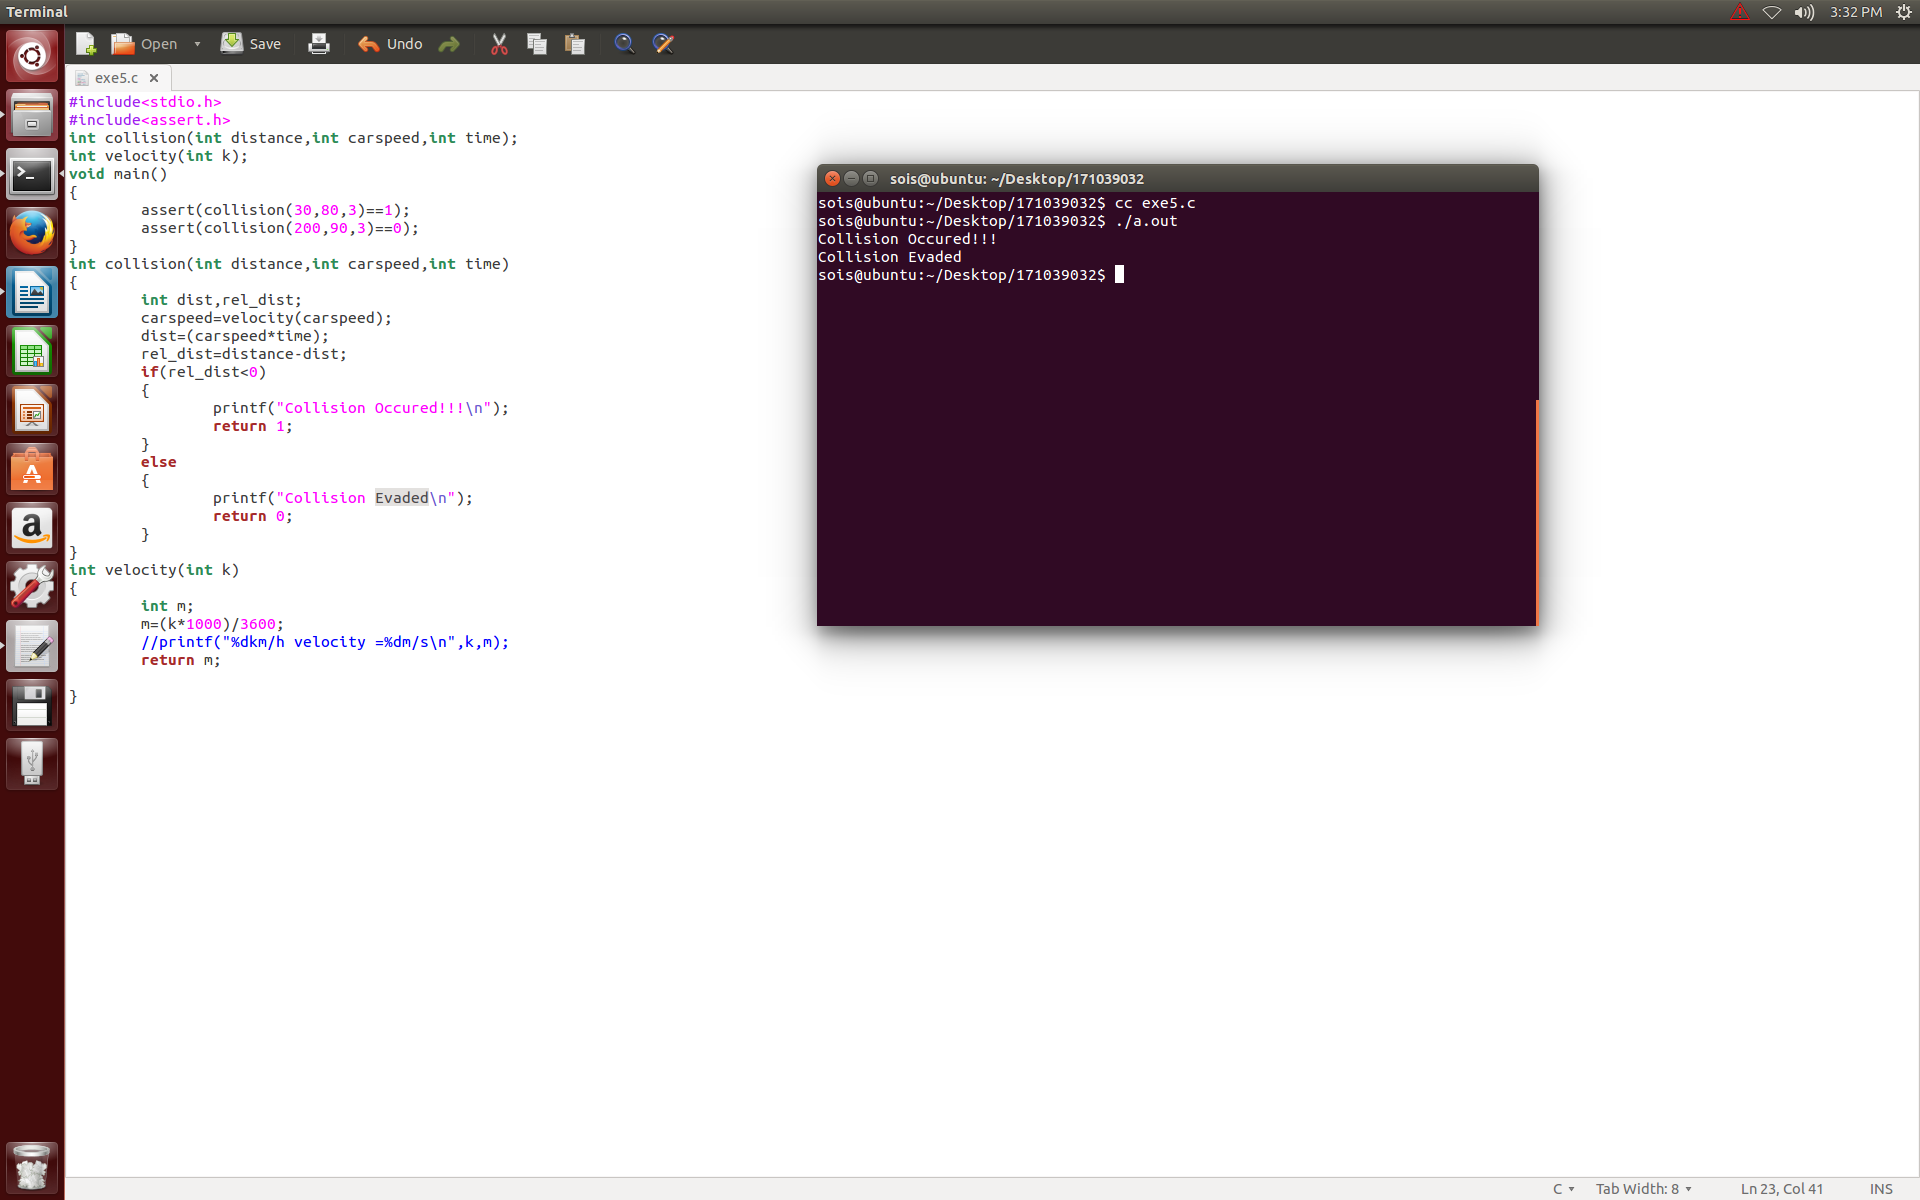 Terminal
3:32 PM
Open
Save
Undo
exe5.c
#include<stdio.h>
#include<assert.h>
int collision(int distance,int carspeed,int time);
int velocity(int k);
void main()
{
assert(collision(30,80,3)==1);
assert(collision(200,90,3)==0);
}
int collision(int distance,int carspeed,int time)
{
int dist,rel_dist;
carspeed=velocity(carspeed);
dist=(carspeed*time);
rel_dist=distance-dist;
if(rel_dist<0)
{
printf("Collision Occured!!!\n");
return 1;
}
else
{
printf("Collision Evaded\n");
return 0;
}
}
int velocity(int k)
{
int m;
m=(k*1000)/3600;
//printf("%dkm/h velocity =%dm/s\n",k,m);
return m;
}
sois@ubuntu: ~/Desktop/171039032
sois@ubuntu:~/Desktop/171039032$ cc exe5.c
sois@ubuntu:~/Desktop/171039032$ ./a.out
Collision Occured!!!
Collision Evaded
sois@ubuntu:~/Desktop/171039032$
C
Tab Width: 8
Ln 23, Col 41
INS